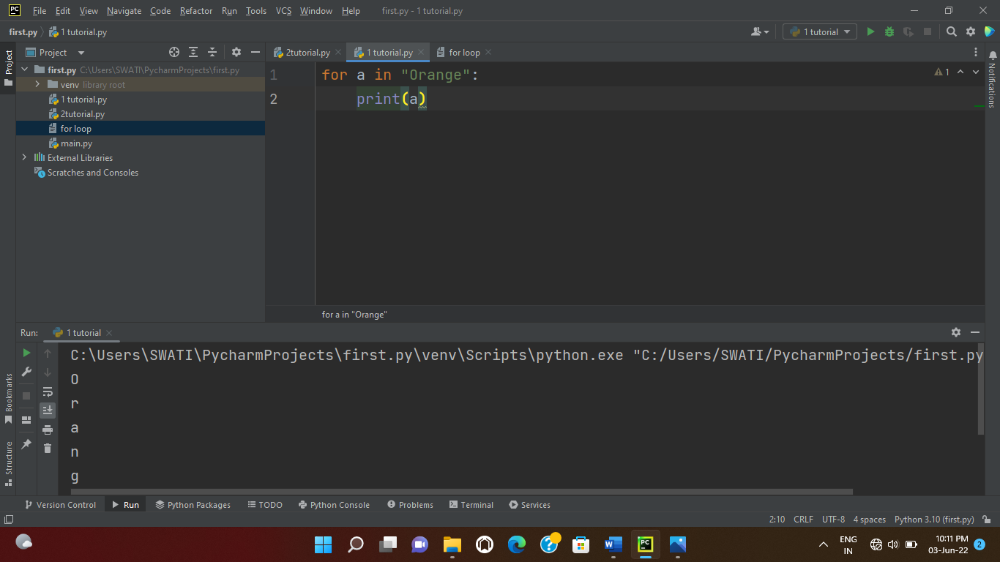 PC File Edit View Navigate Code Refactor Run Tools VCS Window Help first.py - 1 tutorial.py
first.py 1 tutorial.py 1 tutorial
Project Project 2tutorial.py 1 tutorial.py for loop
first.py C:\Users\SWATI\PycharmProjects\first.py
venv library root
1 tutorial.py
2tutorial.py
for loop
main.py
External Libraries
Scratches and Consoles
1 for a in "Orange":
2 print(a)
1
Notifications
for a in "Orange"
Run: 1 tutorial
C:\Users\SWATI\PycharmProjects\first.py\venv\Scripts\python.exe "C:/Users/SWATI/PycharmProjects/first.py
O
r
a
n
g
Bookmarks
Structure
Version Control Run Python Packages TODO Python Console Problems Terminal Services
2:10 CRLF UTF-8 4 spaces Python 3.10 (first.py)
W PC ENG 10:11 PM
IN 03-Jun-22 2